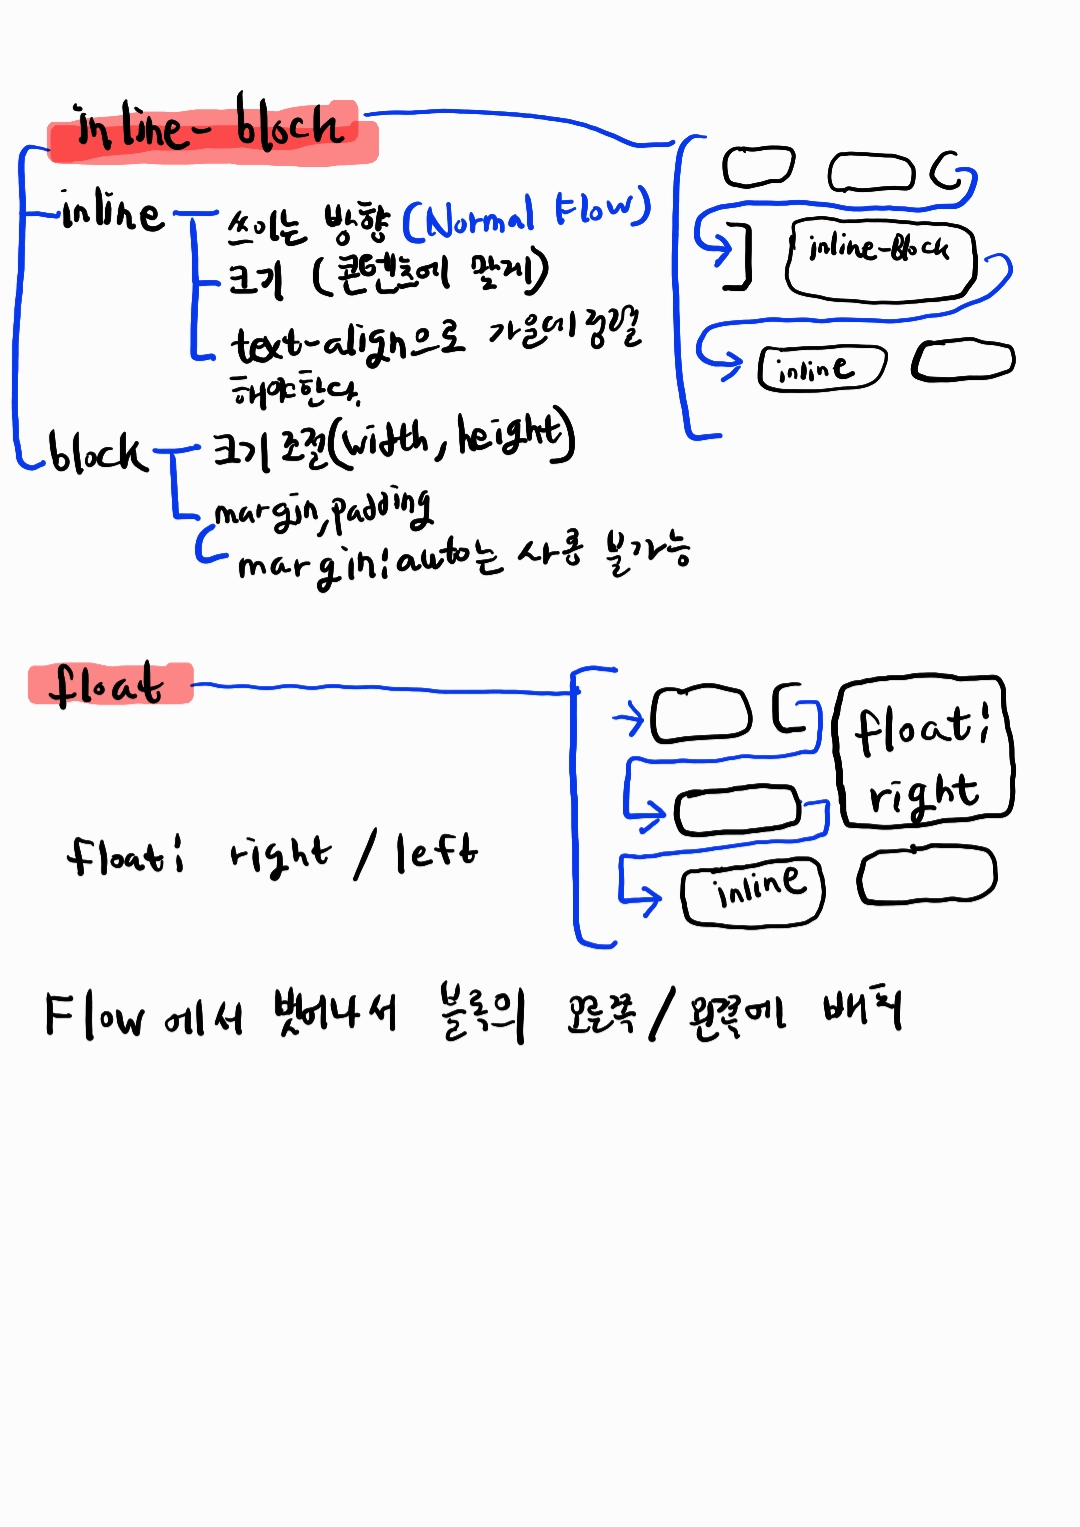 inline-block
inline
쓰이는 방향 (Normal Flow)
크기 (콘텐츠에 맞게)
text-align으로 가운데정렬
해야한다.
block
크기 조절(width, height)
margin, padding
margin:auto는 사용 불가능
inline-Block
inline
float
float: right / left
float:
right
inline
Flow에서 벗어나서 블록의 오른쪽/왼쪽에 배치